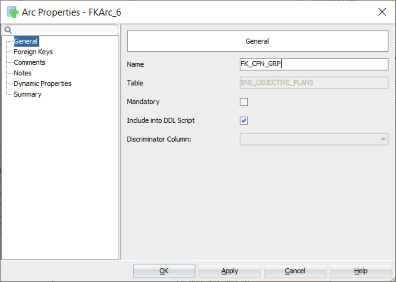 Arc Properties - FKArc_6
General
Foreign Keys
Comments
Notes
Dynamic Properties
Summary
General
Name
FK_CFN_GRP
Table
BNS_OBJECTIVE_PLANS
Mandatory
Include into DDL Script
Discriminator Column:
OK
Apply
Cancel
Help